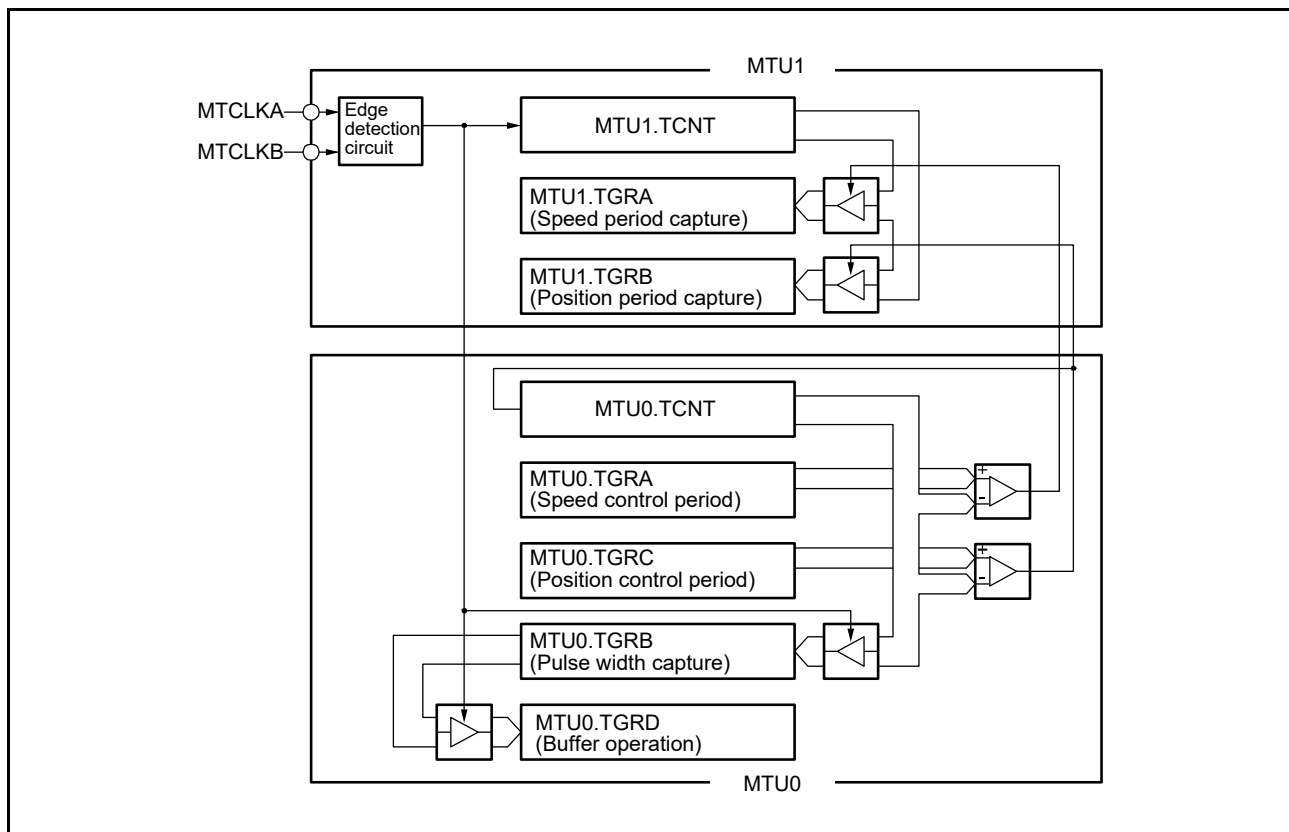 MTU1
MTCLKA
MTCLKB
Edge
detection
circuit
MTU1.TCNT
MTU1.TGRA
(Speed period capture)
MTU1.TGRB
(Position period capture)
MTU0.TCNT
MTU0.TGRA
(Speed control period)
+
-
MTU0.TGRC
(Position control period)
+
-
MTU0.TGRB
(Pulse width capture)
MTU0.TGRD
(Buffer operation)
MTU0